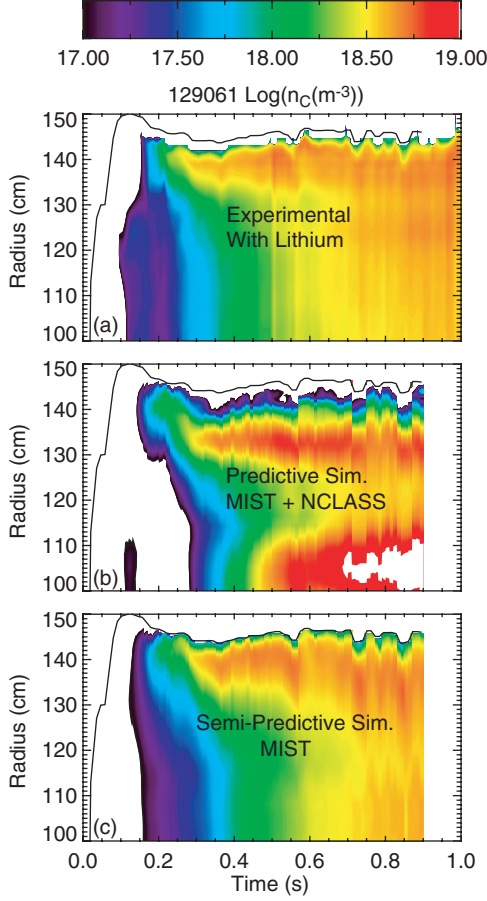 17.00 17.50 18.00 18.50 19.00
129061 Log(n_C(m⁻³))
150
140
130
120
110
100
Radius (cm)
Experimental
With Lithium
(a)
150
140
130
120
110
100
Radius (cm)
Predictive Sim.
MIST + NCLASS
(b)
150
140
130
120
110
100
Radius (cm)
Semi-Predictive Sim.
MIST
(c)
0.0 0.2 0.4 0.6 0.8 1.0
Time (s)